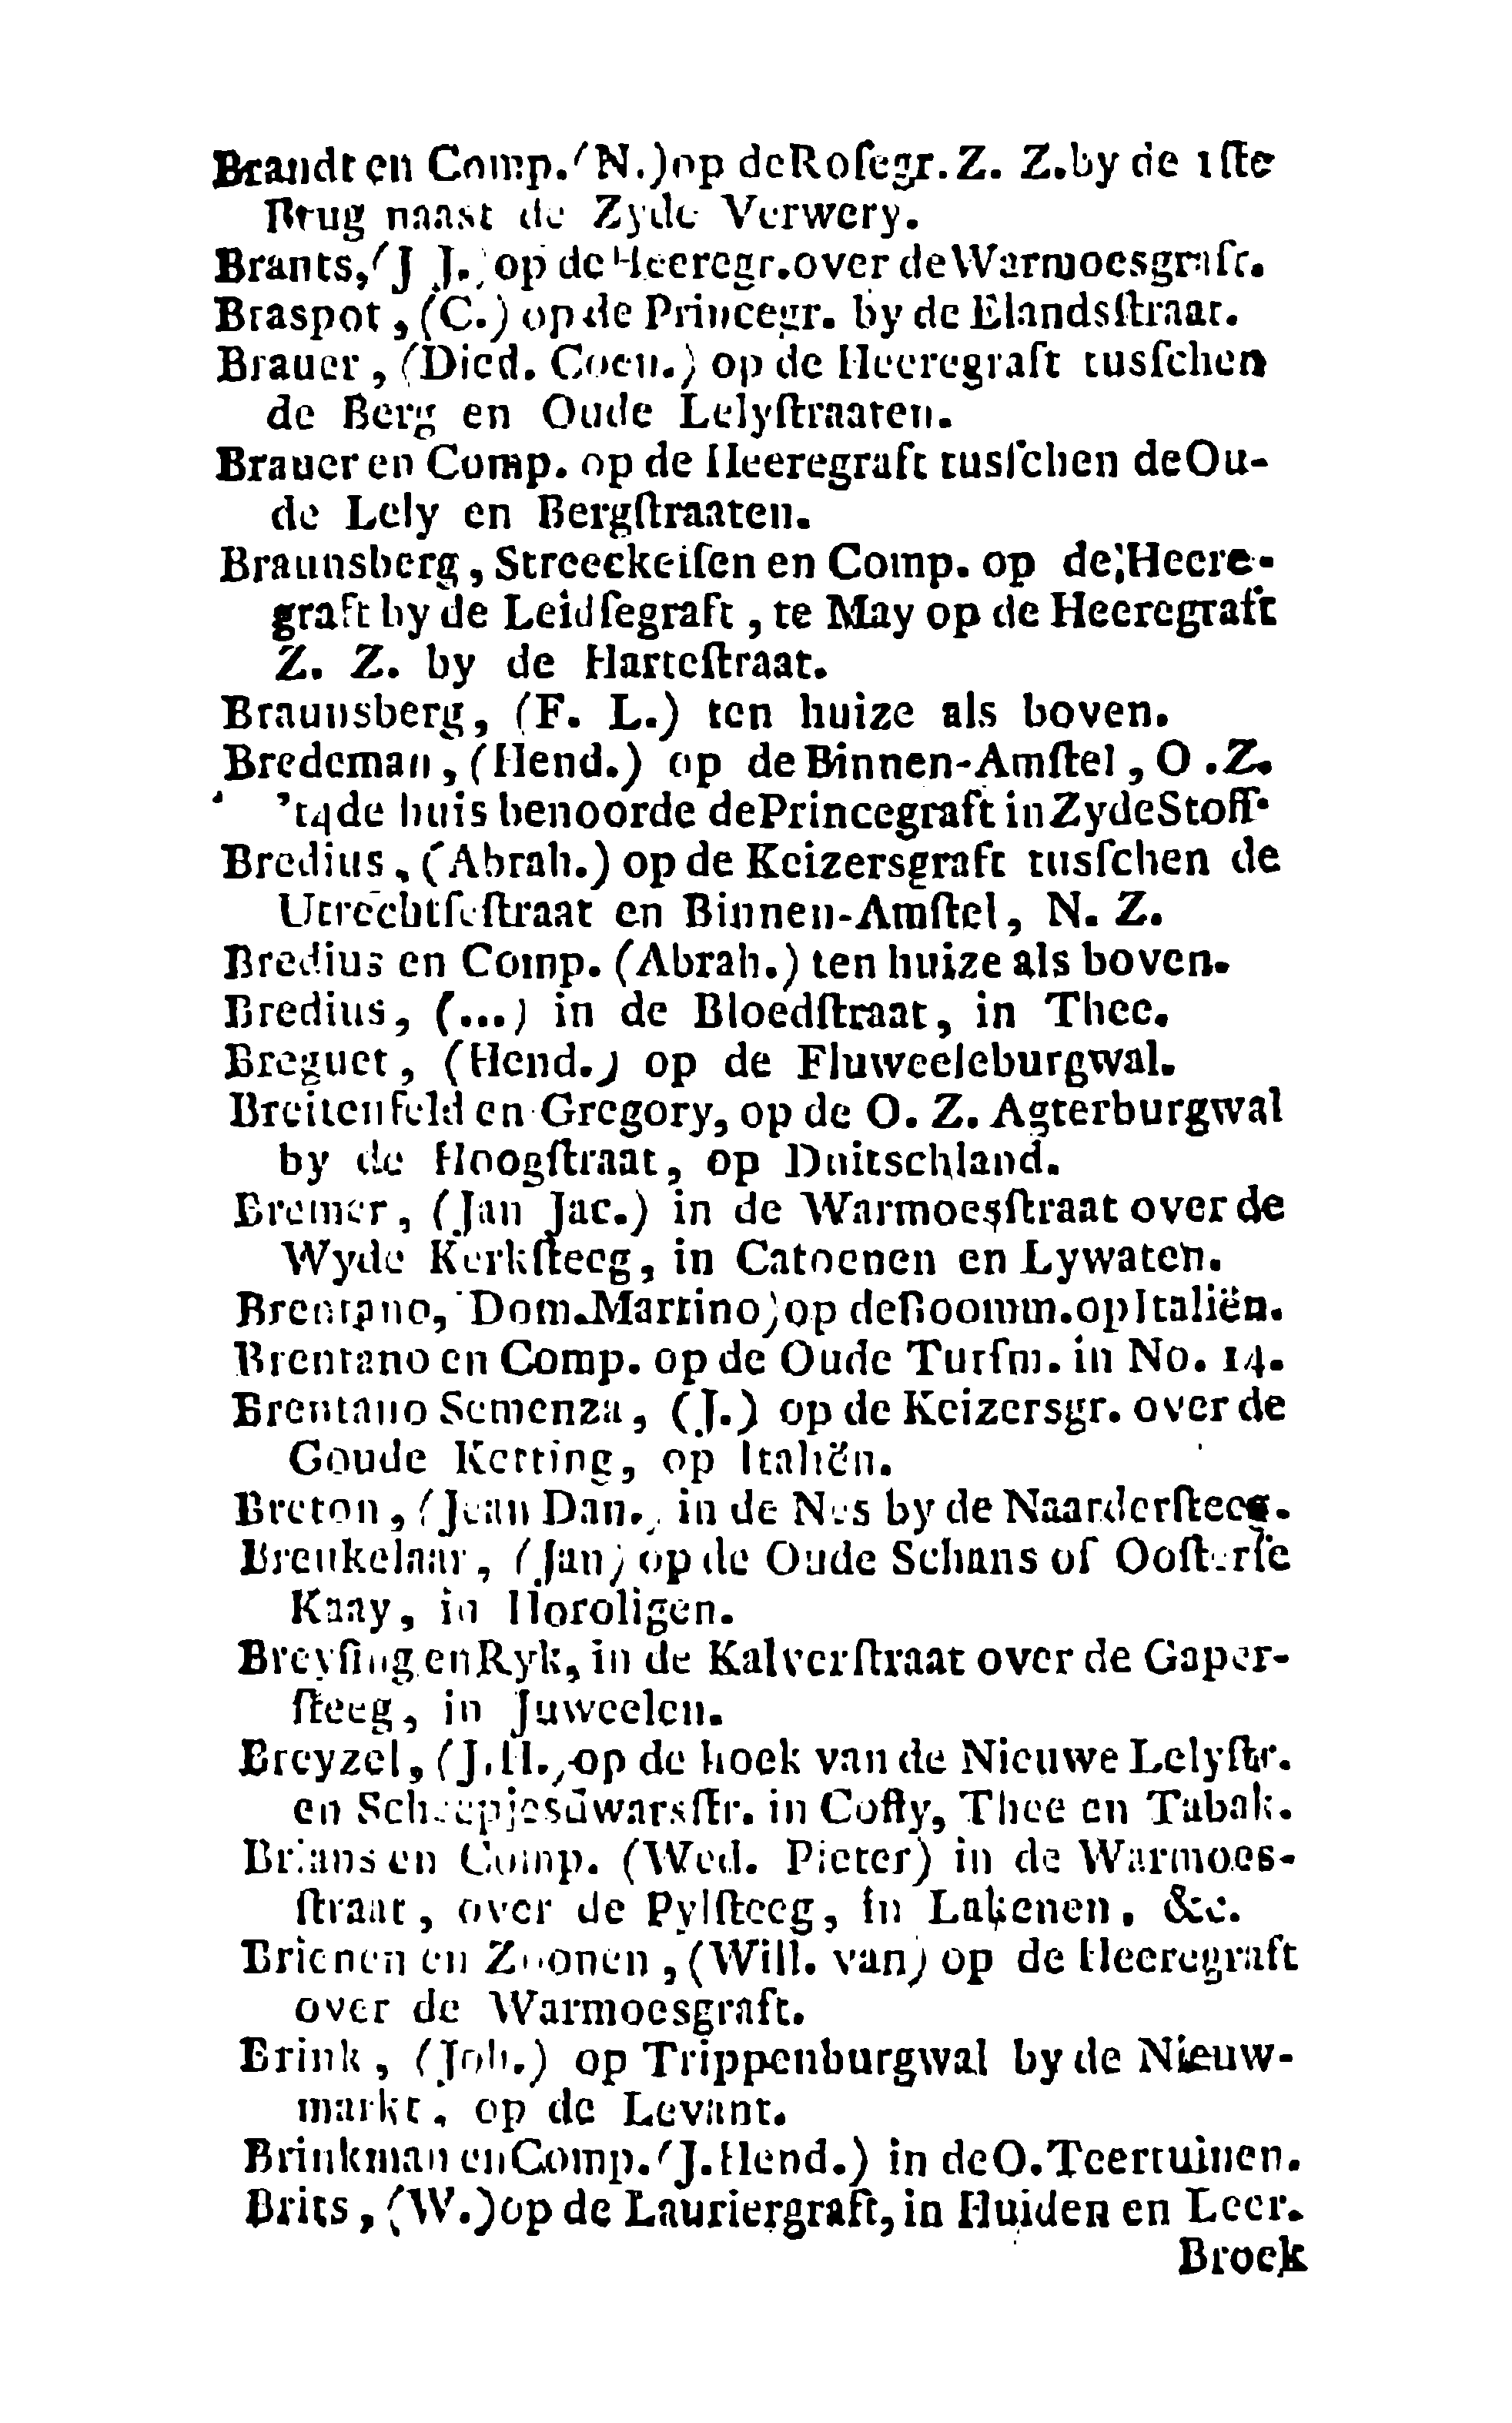 Brandt en Comp. (N.) op de Roſegr. Z. Z. by de 1ſte
Brug naast de Zyde Verwery.
Brants, (J. J.) op de Heeregr. over de Warmoesgraft.
Braspot, (C.) op de Princegr. by de Elandsſtraat.
Brauer, (Died. Coen.) op de Heeregraft tusſchen
de Berg en Oude Lelyſtraaten.
Brauer en Comp. op de Heeregraft tusſchen de Ou-
de Lely en Bergſtraaten.
Braunsberg, Streeckeiſen en Comp. op de Heere-
graft by de Leidſegraft, te May op de Heeregraft
Z. Z. by de Harteſtraat.
Braunsberg, (F. L.) ten huize als boven.
Bredeman, (Hend.) op de Binnen-Amſtel, O. Z.
't 4de huis benoorde de Princegraft in Zyde Stoff.
Bredius, (Abrah.) op de Keizersgraft tusſchen de
Utrechtſeſtraat en Binnen-Amſtel, N. Z.
Bredius en Comp. (Abrah.) ten huize als boven.
Bredius, (...) in de Bloedſtraat, in Thee.
Breguet, (Hend.) op de Fluweeleburgwal.
Breitenfeld en Gregory, op de O. Z. Agterburgwal
by de Hoogſtraat, op Duitschland.
Bremer, (Jan Jac.) in de Warmoesſtraat over de
Wyde Kerkſteeg, in Catoenen en Lywaten.
Brentano, (Dom. Martino) op de Boomm. op Italiën.
Brentano en Comp. op de Oude Turfm. in No. 14.
Brentano Semenza, (J.) op de Keizersgr. over de
Goude Ketting, op Italiën.
Breton, (Jean Dan.) in de Nes by de Naarderſteeg.
Breukelaar, (Jan) op de Oude Schans of Ooſterſe
Kaay, in Horoligen.
Breyſing en Ryk, in de Kalverſtraat over de Gaper-
ſteeg, in Juweelen.
Breyzel, (J. H.) op de hoek van de Nieuwe Lelyſtr.
en Scheepjesdwarsſtr. in Coffy, Thee en Tabak.
Brians en Comp. (Wed. Pieter) in de Warmoes-
ſtraat, over de Pylſteeg, in Lakenen, &c.
Brienen en Zoonen, (Will. van) op de Heeregraft
over de Warmoesgraft.
Brink, (Joh.) op Trippenburgwal by de Nieuw-
markt, op de Levant.
Brinkman en Comp. (J. Hend.) in de O. Teertuinen.
Brits, (W.) op de Lauriergraft, in Huiden en Leer.
Broek